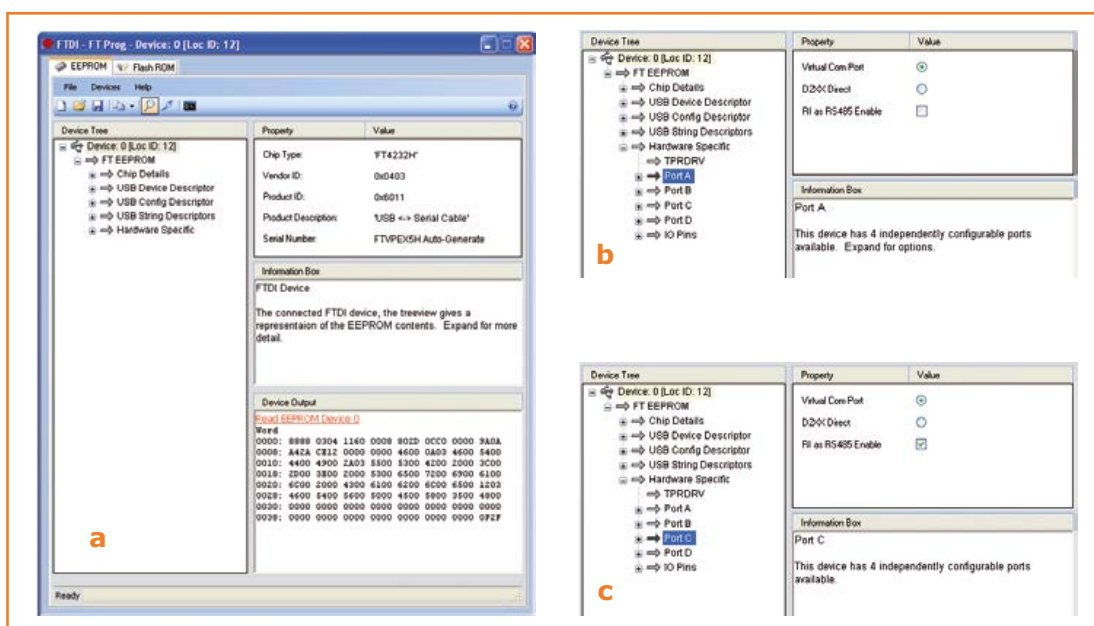 FTDI - FT Prog - Device: 0 [Loc ID: 12]
EEPROM Flash ROM
File Devices Help
Device Tree
Device: 0 [Loc ID: 12]
FT EEPROM
Chip Details
USB Device Descriptor
USB Config Descriptor
USB String Descriptors
Hardware Specific
Property Value
Chip Type: 'FT4232H'
Vendor ID: 0x0403
Product ID: 0x6011
Product Description: 'USB <-> Serial Cable'
Serial Number: FTVPEX5H Auto-Generate
Information Box
FTDI Device
The connected FTDI device, the treeview gives a
representaion of the EEPROM contents. Expand for more
detail.
Device Output
Read EEPROM Device 0
Word
0000: 8888 0304 1160 0008 802D 0CC0 0000 9A0A
0008: A42A CE12 0000 0000 4600 0A03 4600 5400
0010: 4400 4900 2A03 5500 5300 4200 2000 3C00
0018: 2D00 3E00 2000 5300 6500 7200 6900 6100
0020: 6C00 2000 4300 6100 6200 6C00 6500 1203
0028: 4600 5400 5600 5000 4500 5800 3500 4800
0030: 0000 0000 0000 0000 0000 0000 0000 0000
0038: 0000 0000 0000 0000 0000 0000 0000
a
Ready
Device Tree
Device: 0 [Loc ID: 12]
FT EEPROM
Chip Details
USB Device Descriptor
USB Config Descriptor
USB String Descriptors
Hardware Specific
TPRDRV
Port A
Port B
Port C
Port D
IO Pins
b
Property Value
Virtual Com Port
D2XX Direct
RI as RS485 Enable
Information Box
Port A
This device has 4 independently configurable ports
available. Expand for options.
Device Tree
Device: 0 [Loc ID: 12]
FT EEPROM
Chip Details
USB Device Descriptor
USB Config Descriptor
USB String Descriptors
Hardware Specific
TPRDRV
Port A
Port B
Port C
Port D
IO Pins
c
Property Value
Virtual Com Port
D2XX Direct
RI as RS485 Enable
Information Box
Port C
This device has 4 independently configurable ports
available.